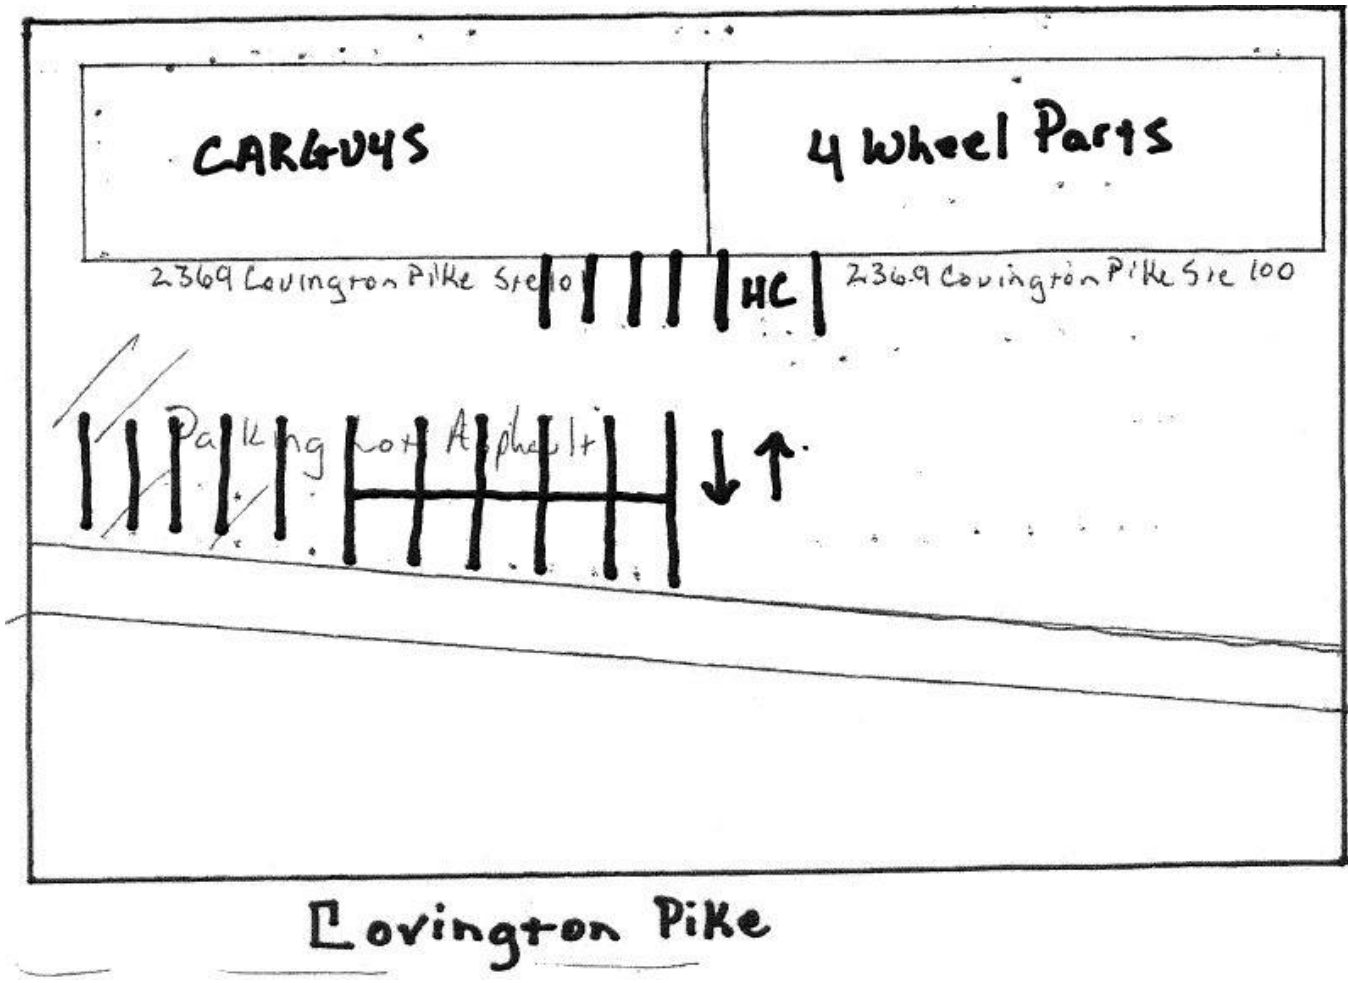 CARGUYS
4 Wheel Parts
2369 Covington Pike Ste 101
HC
2369 Covington Pike Ste 100
Parking Lot Asphalt
Covington Pike